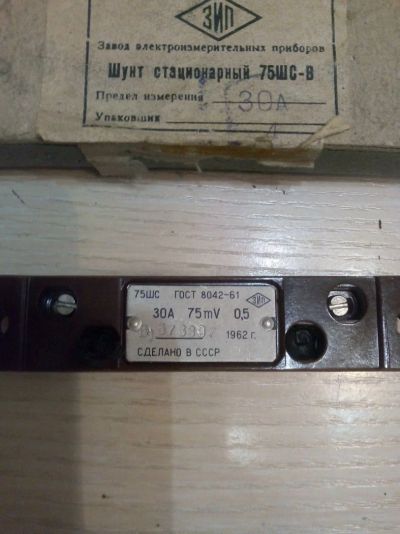 ЗИП
Завод электроизмерительных приборов
Шунт стационарный 75ШС-В
Предел измерения 30А
Упаковщик 4
75ШС ГОСТ 8042-61 ЗИП
30А 75mV 0,5
1962 г.
СДЕЛАНО В СССР